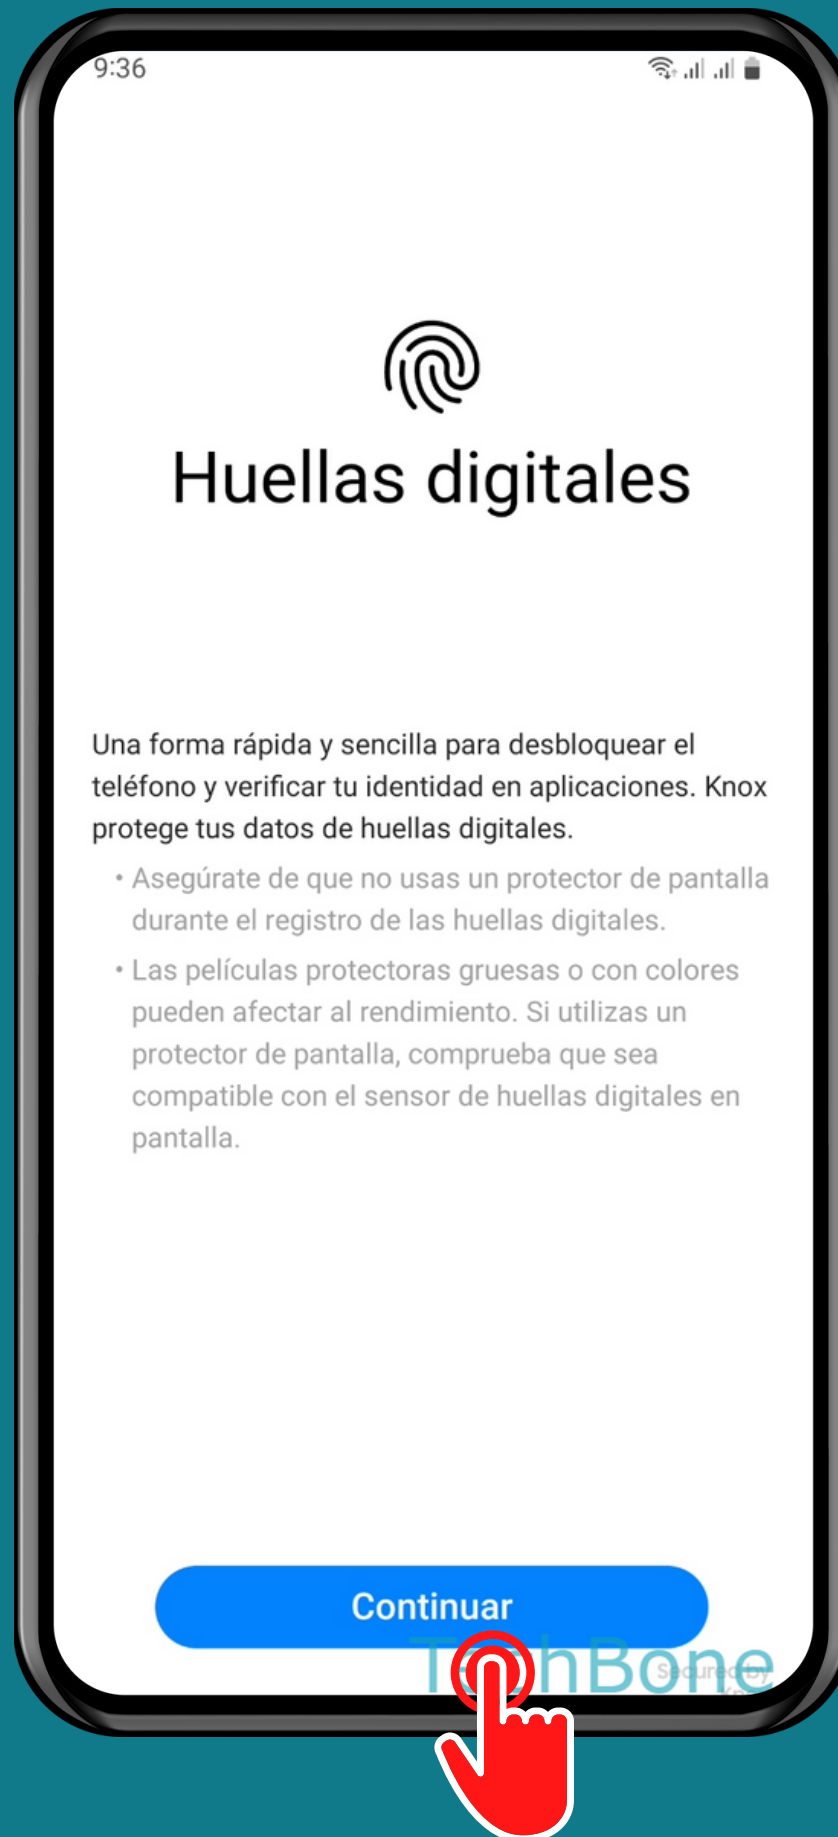 9:36
Huellas digitales
Una forma rápida y sencilla para desbloquear el
teléfono y verificar tu identidad en aplicaciones. Knox
protege tus datos de huellas digitales.
• Asegúrate de que no usas un protector de pantalla
durante el registro de las huellas digitales.
• Las películas protectoras gruesas o con colores
pueden afectar al rendimiento. Si utilizas un
protector de pantalla, comprueba que sea
compatible con el sensor de huellas digitales en
pantalla.
Continuar
TechBone
Secured by